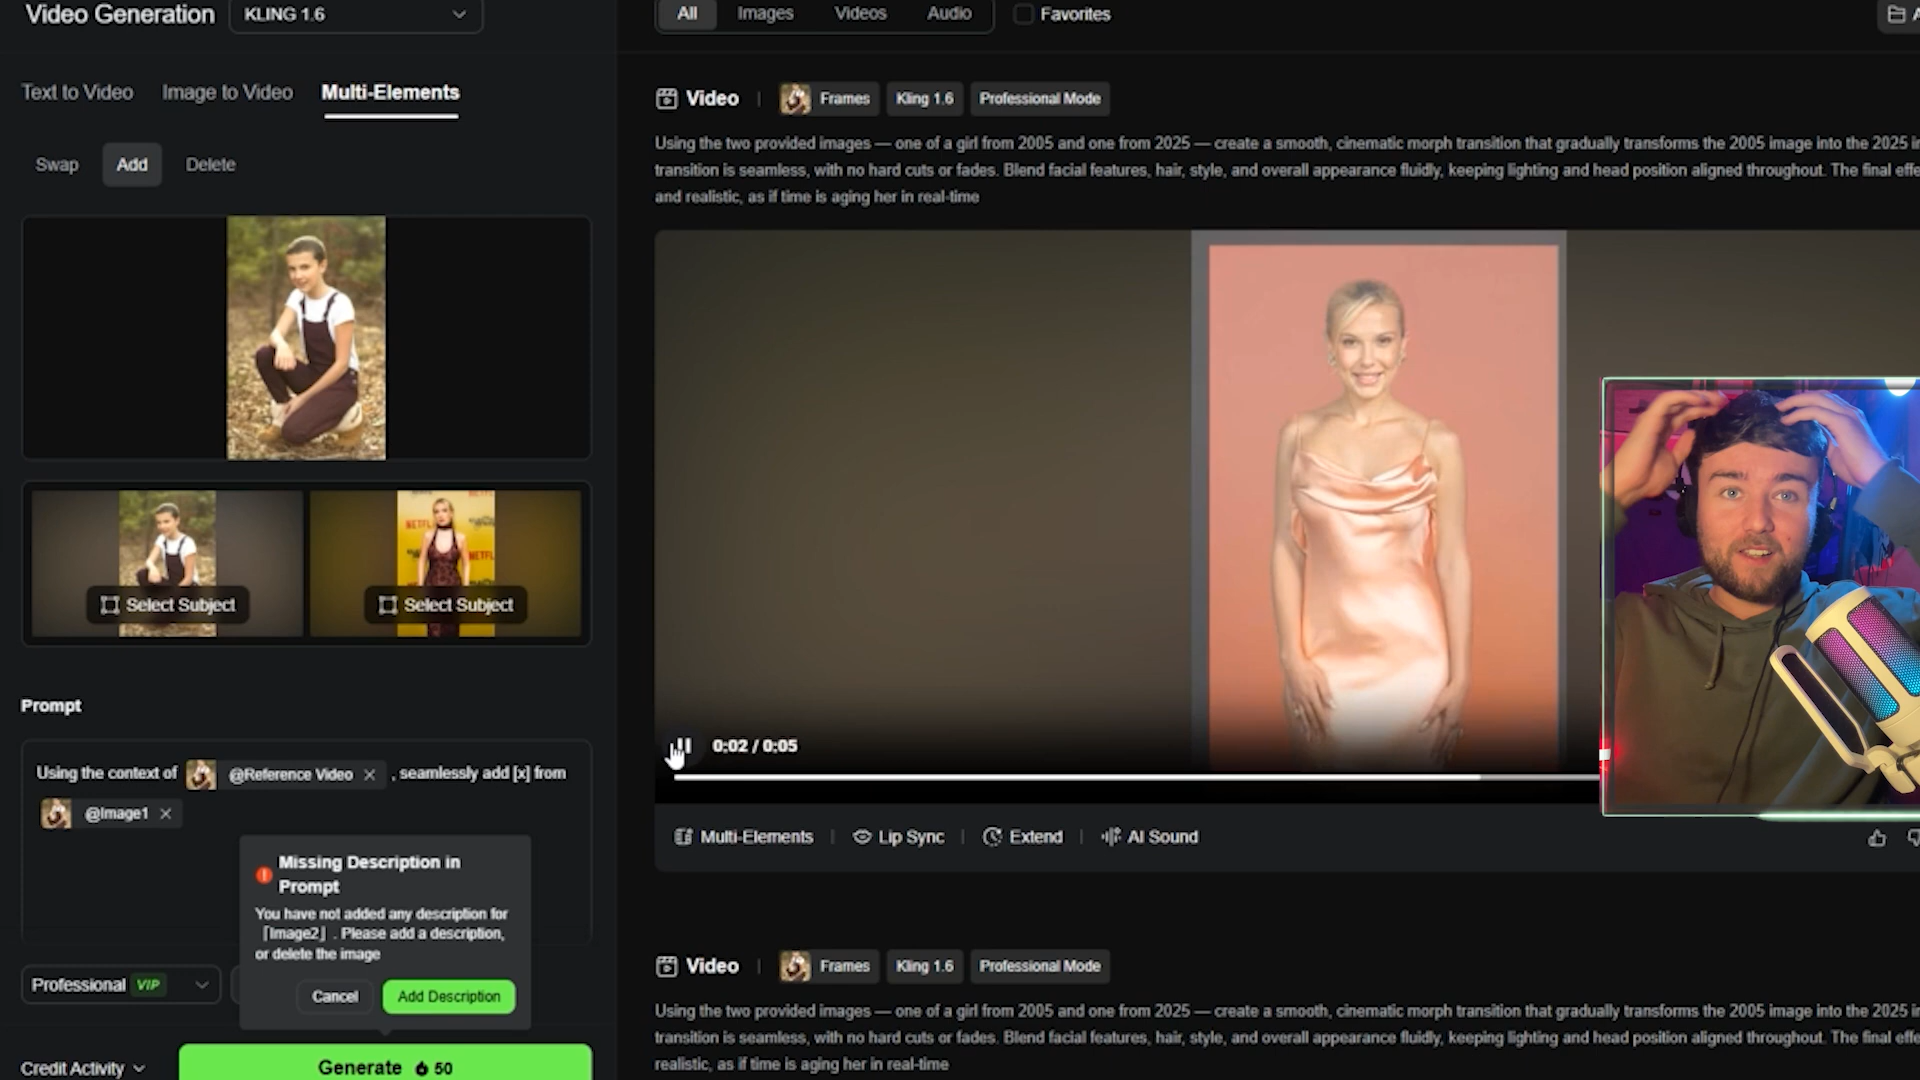 Video Generation
KLING 1.6
All
Images
Videos
Audio
Favorites
Text to Video
Image to Video
Multi-Elements
Swap
Add
Delete
Select Subject
NETFL
NETFL
Select Subject
Prompt
Using the context of @Reference Video × , seamlessly add [x] from
@Image1 ×
Missing Description in
Prompt
You have not added any description for
「Image2」 . Please add a description,
or delete the image
Cancel
Add Description
Professional VIP
Credit Activity
Generate 50
Video | Frames Kling 1.6 Professional Mode
Using the two provided images — one of a girl from 2005 and one from 2025 — create a smooth, cinematic morph transition that gradually transforms the 2005 image into the 2025
transition is seamless, with no hard cuts or fades. Blend facial features, hair, style, and overall appearance fluidly, keeping lighting and head position aligned throughout. The final
and realistic, as if time is aging her in real-time
0:02 / 0:05
Multi-Elements | Lip Sync | Extend | AI Sound
Video | Frames Kling 1.6 Professional Mode
Using the two provided images — one of a girl from 2005 and one from 2025 — create a smooth, cinematic morph transition that gradually transforms the 2005 image into the 2025
transition is seamless, with no hard cuts or fades. Blend facial features, hair, style, and overall appearance fluidly, keeping lighting and head position aligned throughout. The final
realistic, as if time is aging her in real-time